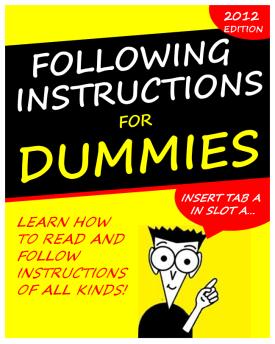 2012
EDITION
FOLLOWING
INSTRUCTIONS
FOR
DUMMIES
INSERT TAB A
IN SLOT A...
LEARN HOW
TO READ AND
FOLLOW
INSTRUCTIONS
OF ALL KINDS!